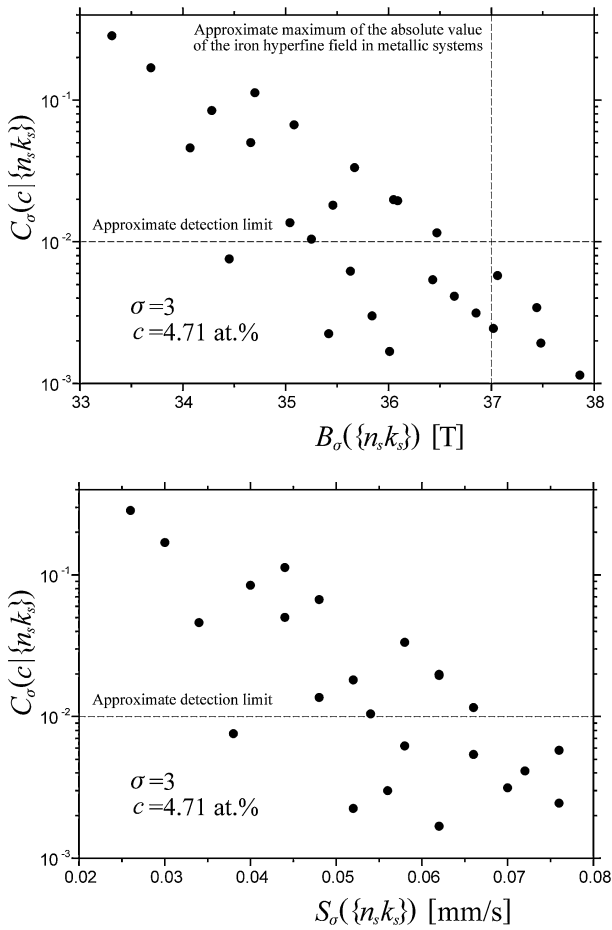 Approximate maximum of the absolute value
of the iron hyperfine field in metallic systems
10⁻¹
Cσ(c|{nₛkₛ})
Approximate detection limit
10⁻²
σ=3
c=4.71 at.%
10⁻³
33 34 35 36 37 38
Bσ({nₛkₛ}) [T]
10⁻¹
Cσ(c|{nₛkₛ})
Approximate detection limit
10⁻²
σ=3
c=4.71 at.%
10⁻³
0.02 0.03 0.04 0.05 0.06 0.07 0.08
Sσ({nₛkₛ}) [mm/s]